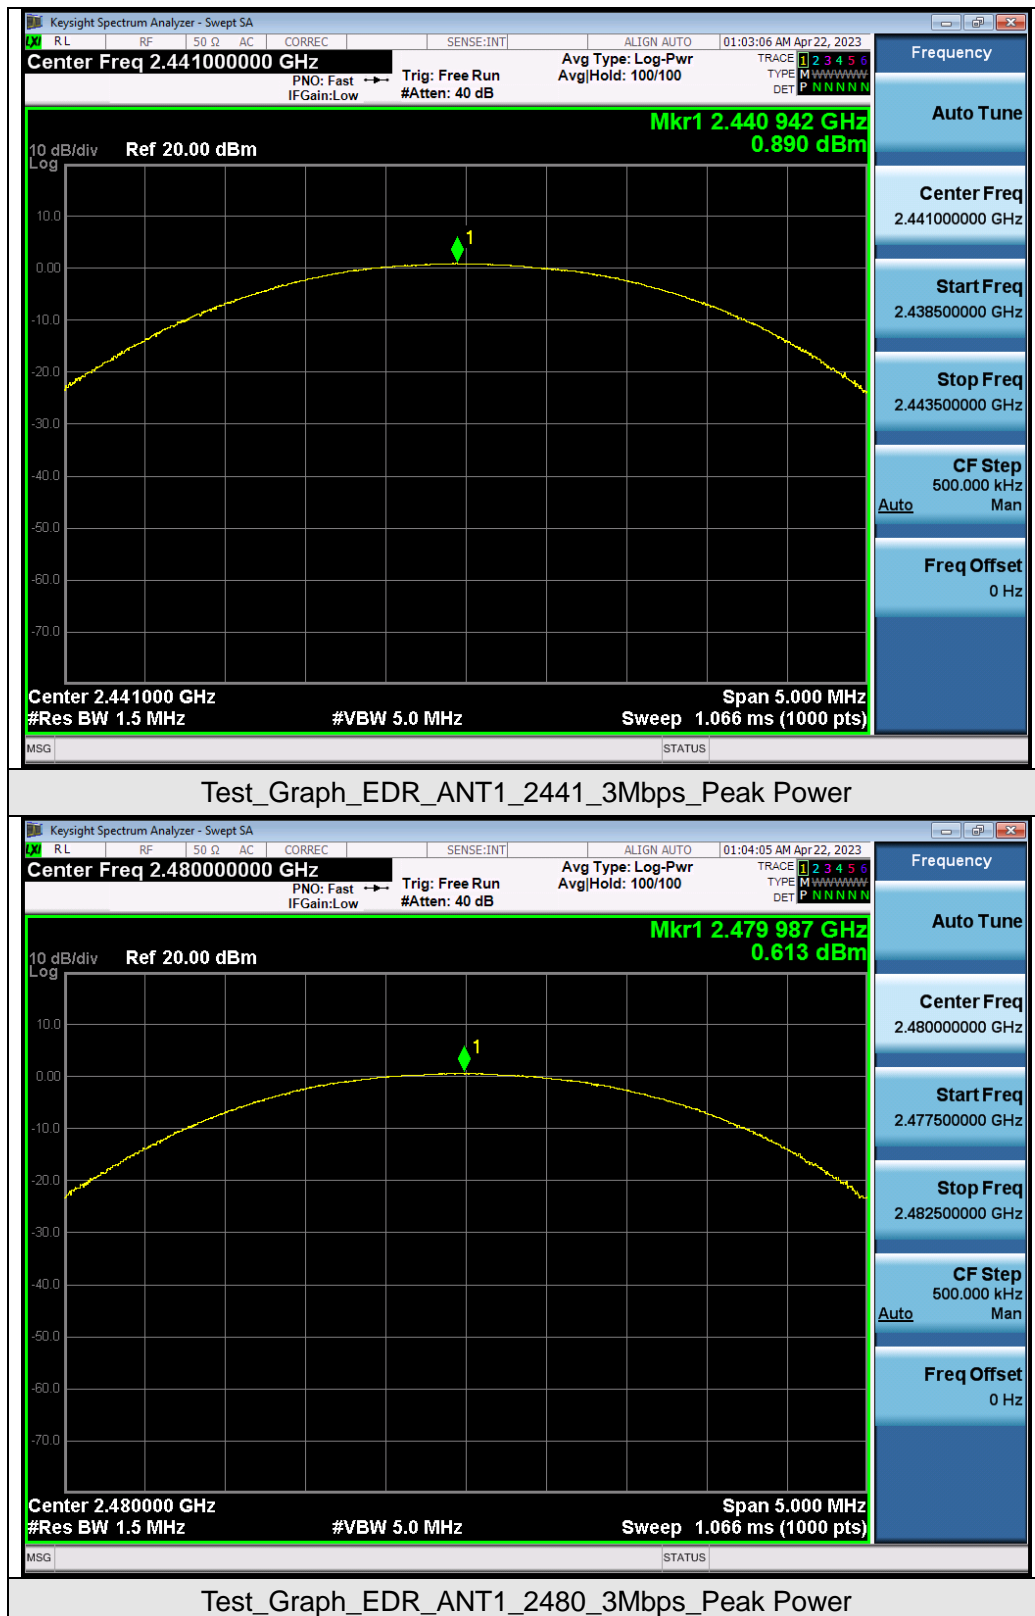 Keysight Spectrum Analyzer - Swept SA
LXI RL RF 50 Ω AC CORREC SENSE:INT ALIGN AUTO 01:03:06 AM Apr 22, 2023
Center Freq 2.441000000 GHz
PNO: Fast
IFGain:Low
Trig: Free Run
#Atten: 40 dB
Avg Type: Log-Pwr
Avg|Hold: 100/100
TRACE 1 2 3 4 5 6
TYPE M WWWWW
DET P N N N N N
Frequency
Mkr1 2.440 942 GHz
0.890 dBm
10 dB/div Ref 20.00 dBm
Log
1
10.0
0.00
-10.0
-20.0
-30.0
-40.0
-50.0
-60.0
-70.0
Center 2.441000 GHz Span 5.000 MHz
#Res BW 1.5 MHz #VBW 5.0 MHz Sweep 1.066 ms (1000 pts)
Auto Tune
Center Freq
2.441000000 GHz
Start Freq
2.438500000 GHz
Stop Freq
2.443500000 GHz
CF Step
500.000 kHz
Auto Man
Freq Offset
0 Hz
MSG STATUS
Test_Graph_EDR_ANT1_2441_3Mbps_Peak Power
Keysight Spectrum Analyzer - Swept SA
LXI RL RF 50 Ω AC CORREC SENSE:INT ALIGN AUTO 01:04:05 AM Apr 22, 2023
Center Freq 2.480000000 GHz
PNO: Fast
IFGain:Low
Trig: Free Run
#Atten: 40 dB
Avg Type: Log-Pwr
Avg|Hold: 100/100
TRACE 1 2 3 4 5 6
TYPE M WWWWW
DET P N N N N N
Frequency
Mkr1 2.479 987 GHz
0.613 dBm
10 dB/div Ref 20.00 dBm
Log
1
10.0
0.00
-10.0
-20.0
-30.0
-40.0
-50.0
-60.0
-70.0
Center 2.480000 GHz Span 5.000 MHz
#Res BW 1.5 MHz #VBW 5.0 MHz Sweep 1.066 ms (1000 pts)
Auto Tune
Center Freq
2.480000000 GHz
Start Freq
2.477500000 GHz
Stop Freq
2.482500000 GHz
CF Step
500.000 kHz
Auto Man
Freq Offset
0 Hz
MSG STATUS
Test_Graph_EDR_ANT1_2480_3Mbps_Peak Power